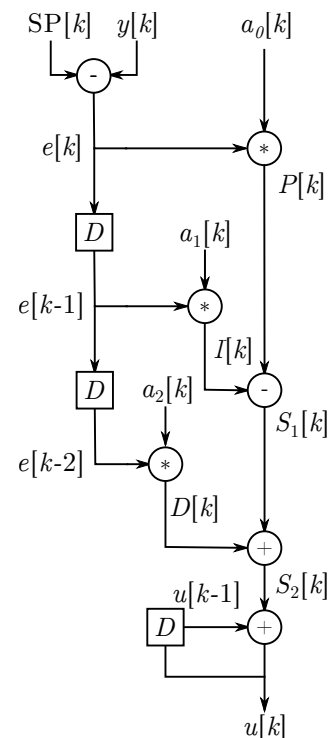 SP[k] y[k] a₀[k]
-
e[k] *
P[k]
D a₁[k]
e[k-1] *
I[k]
D a₂[k] -
S₁[k]
e[k-2] *
D[k]
+
u[k-1] S₂[k]
D +
u[k]